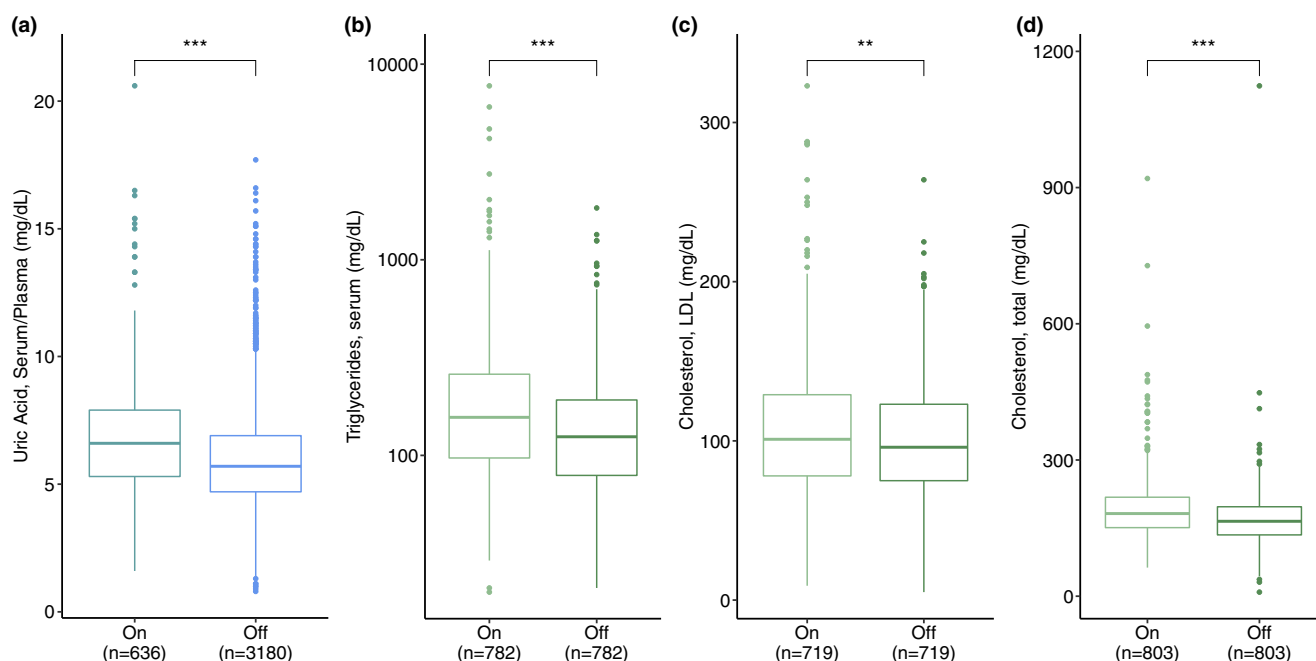 (a)
***
Uric Acid, Serum/Plasma (mg/dL)
20
15
10
5
0
On
(n=636)
Off
(n=3180)
(b)
***
Triglycerides, serum (mg/dL)
10000
1000
100
On
(n=782)
Off
(n=782)
(c)
**
Cholesterol, LDL (mg/dL)
300
200
100
0
On
(n=719)
Off
(n=719)
(d)
***
Cholesterol, total (mg/dL)
1200
900
600
300
0
On
(n=803)
Off
(n=803)